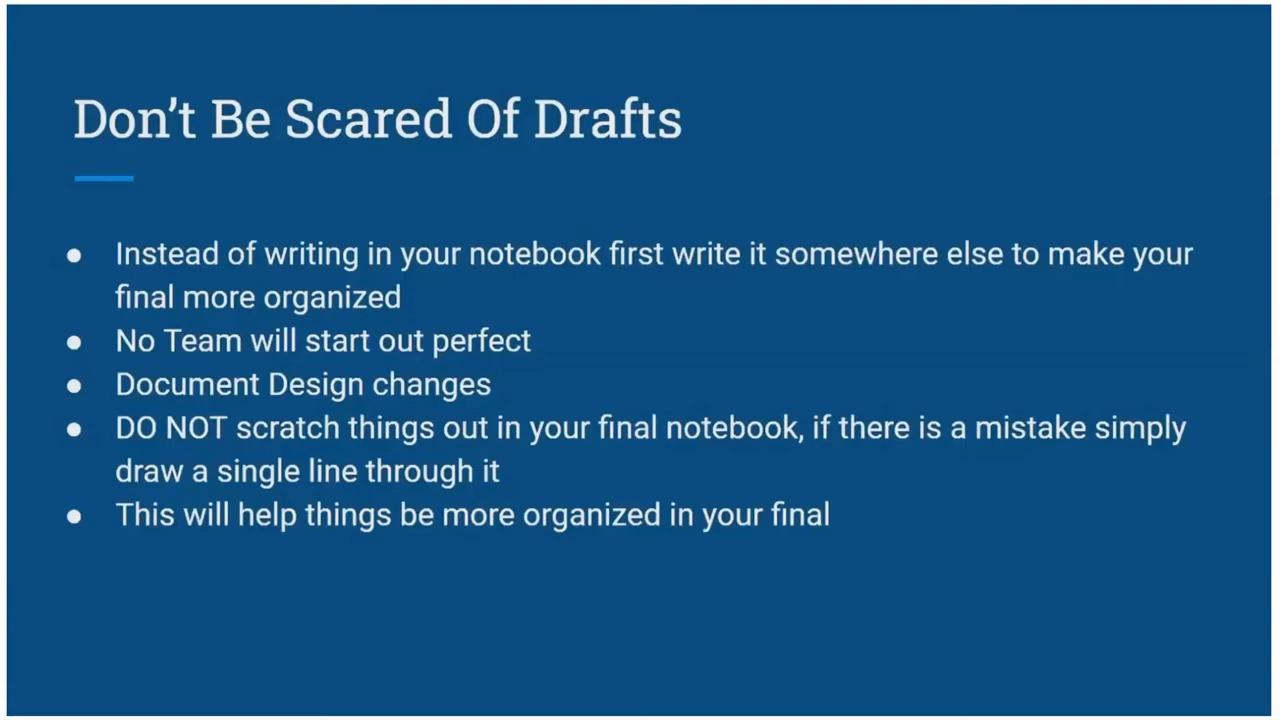 Don't Be Scared Of Drafts
● Instead of writing in your notebook first write it somewhere else to make your
final more organized
● No Team will start out perfect
● Document Design changes
● DO NOT scratch things out in your final notebook, if there is a mistake simply
draw a single line through it
● This will help things be more organized in your final